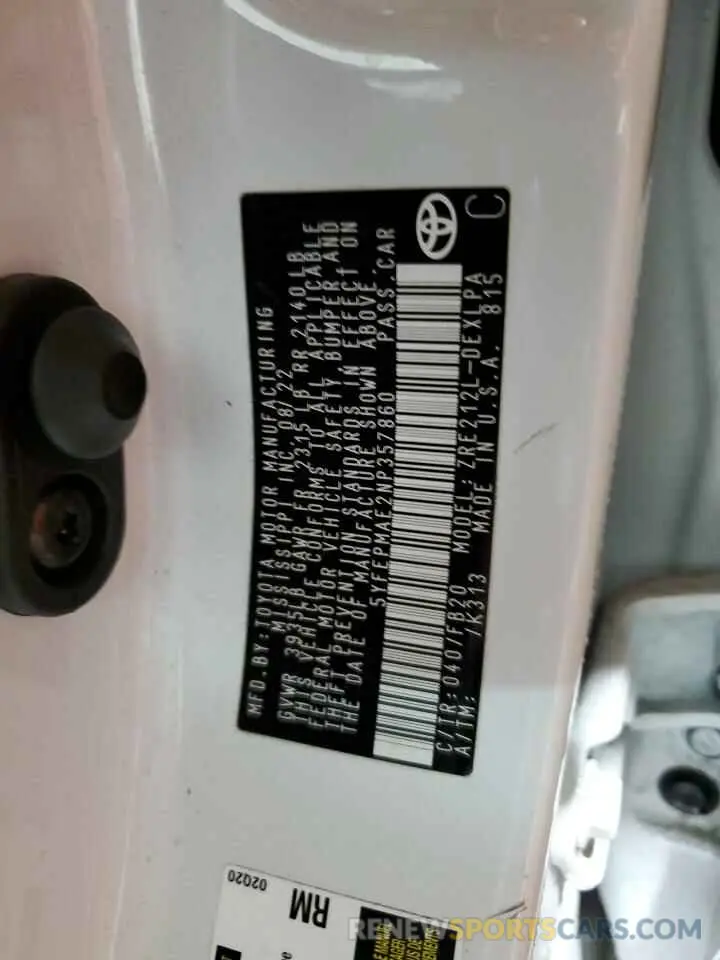 MFD.BY:TOYOTA MOTOR MANUFACTURING
MISSISSIPPI INC. 08/22
GVWR 3935LB GAWR FR 2315 LB RR 2140 LB
THIS VEHICLE CONFORMS TO ALL APPLICABLE
FEDERAL MOTOR VEHICLE SAFETY, BUMPER AND
THEFT PREVENTION STANDARDS IN EFFECT ON
THE DATE OF MANUFACTURE SHOWN ABOVE.
5YFEPMAE2NP357860 PASS.CAR
C/TR: 040/FB20 MODEL: ZRE212L-DEXLPA
A/TM: /K313 MADE IN U.S.A. 815
C
02020
RM
RENEWSPORTSCARS.COM